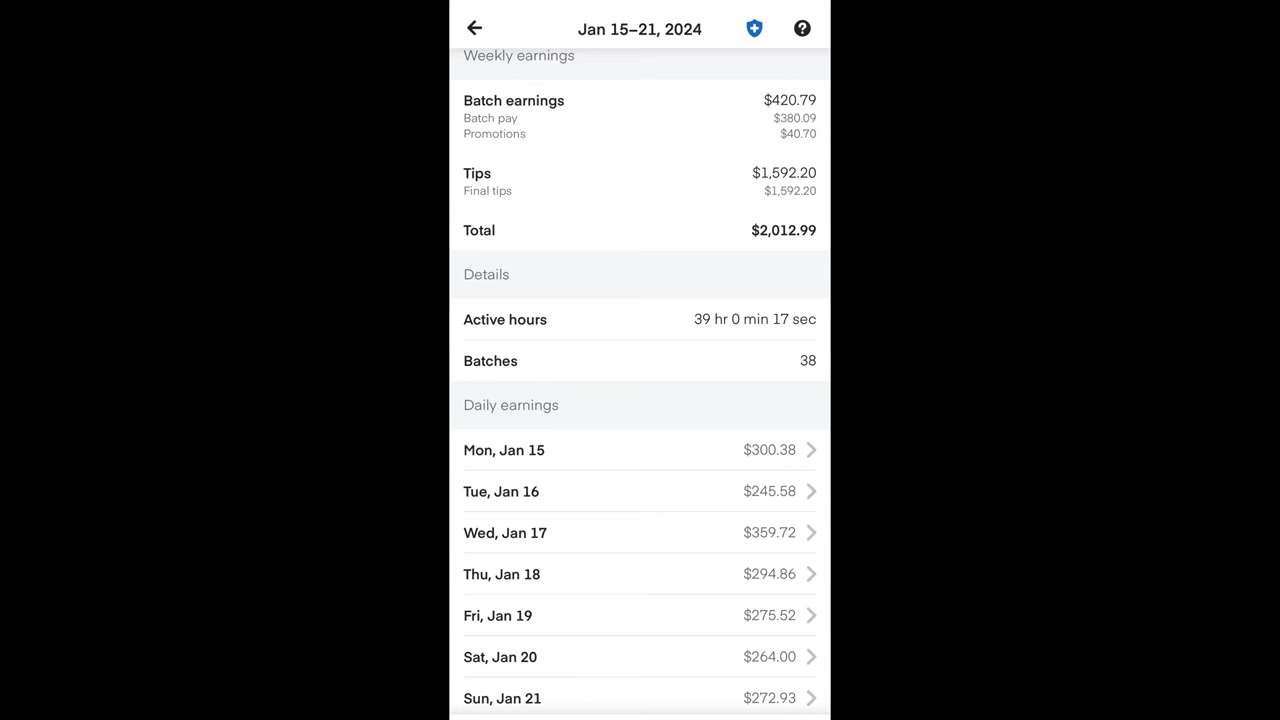 Jan 15–21, 2024
Weekly earnings
Batch earnings $420.79
Batch pay $380.09
Promotions $40.70
Tips $1,592.20
Final tips $1,592.20
Total $2,012.99
Details
Active hours 39 hr 0 min 17 sec
Batches 38
Daily earnings
Mon, Jan 15 $300.38
Tue, Jan 16 $245.58
Wed, Jan 17 $359.72
Thu, Jan 18 $294.86
Fri, Jan 19 $275.52
Sat, Jan 20 $264.00
Sun, Jan 21 $272.93